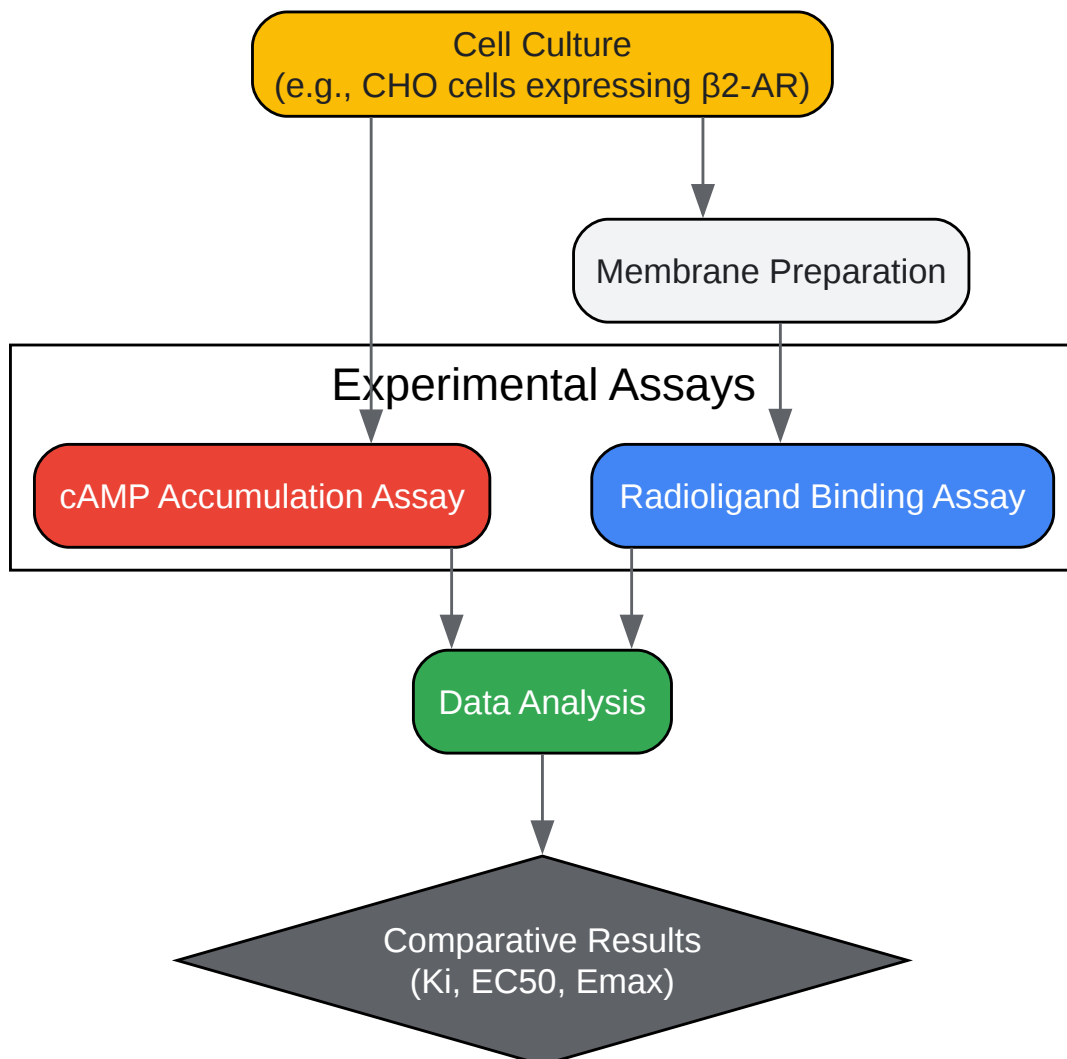 Cell Culture
(e.g., CHO cells expressing β2-AR)
Membrane Preparation
Experimental Assays
cAMP Accumulation Assay
Radioligand Binding Assay
Data Analysis
Comparative Results
(Ki, EC50, Emax)